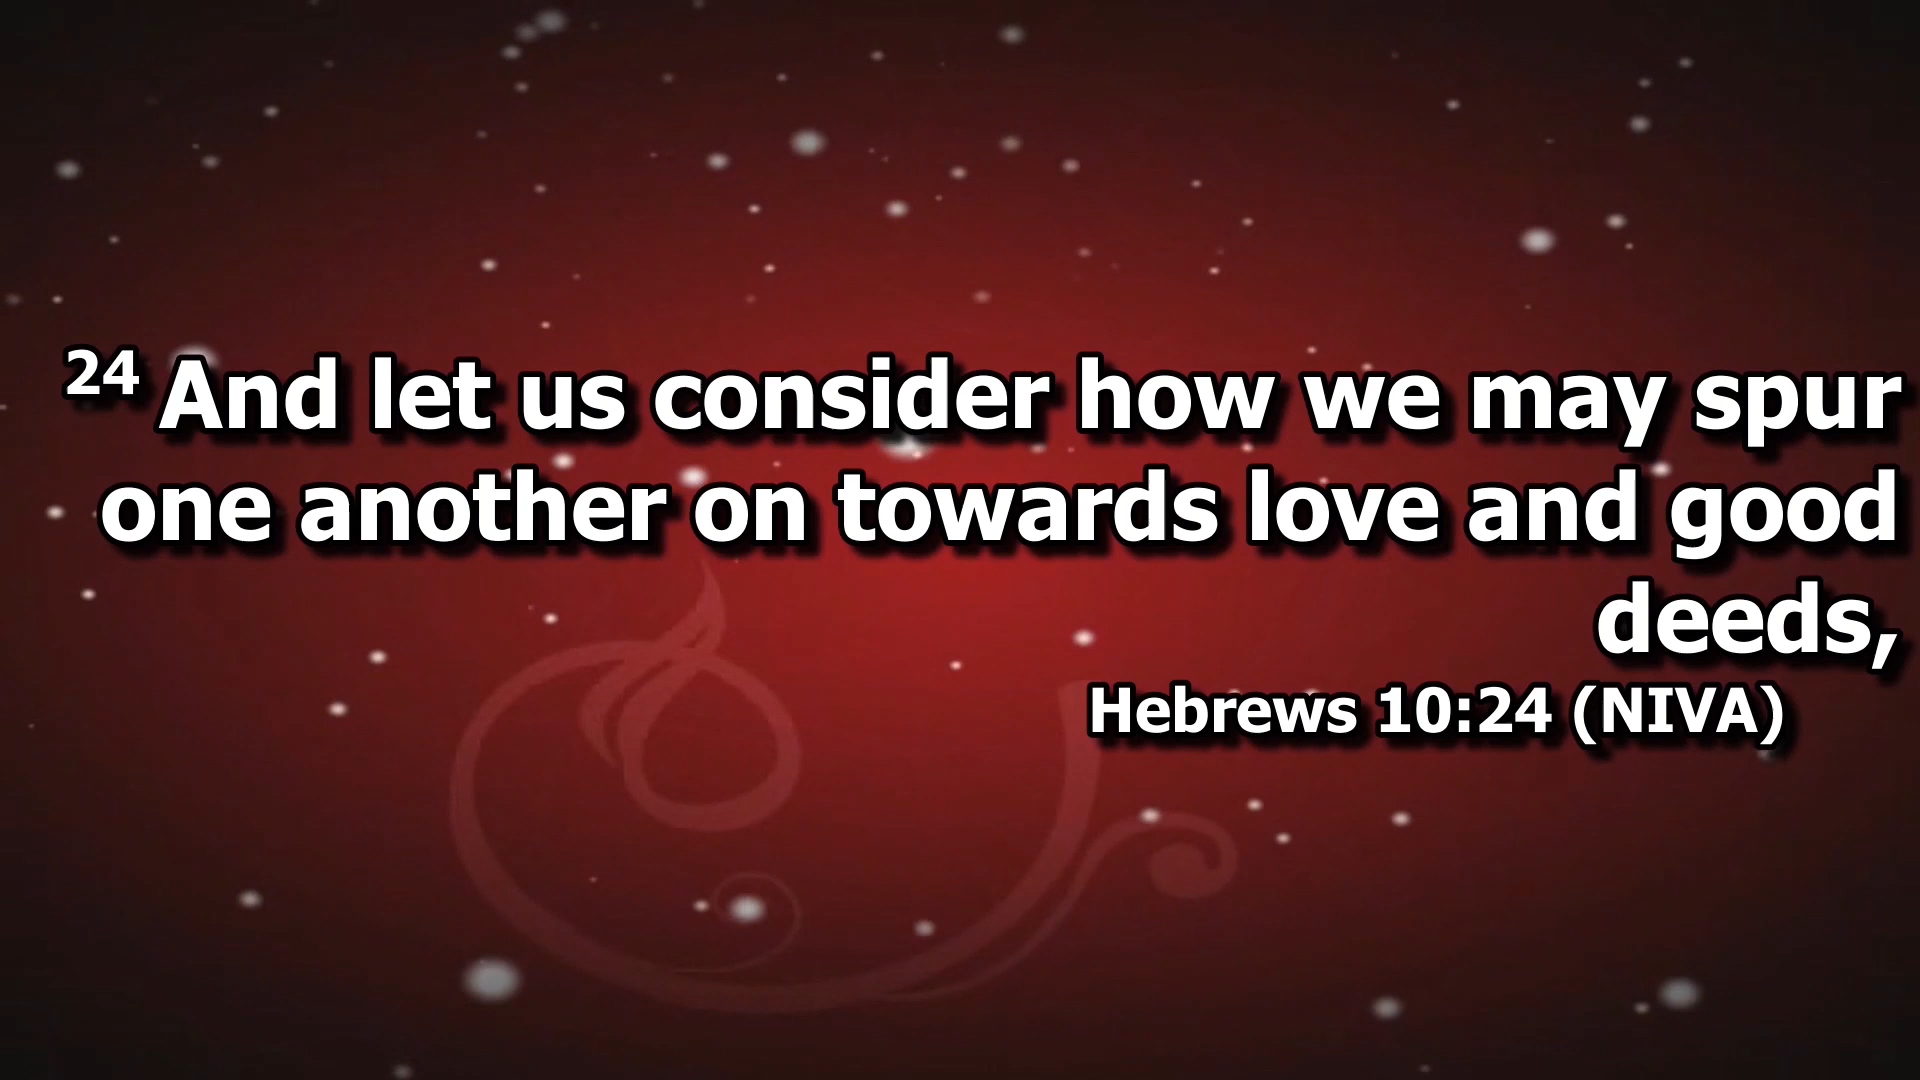 24 And let us consider how we may spur
one another on towards love and good
deeds,
Hebrews 10:24 (NIVA)